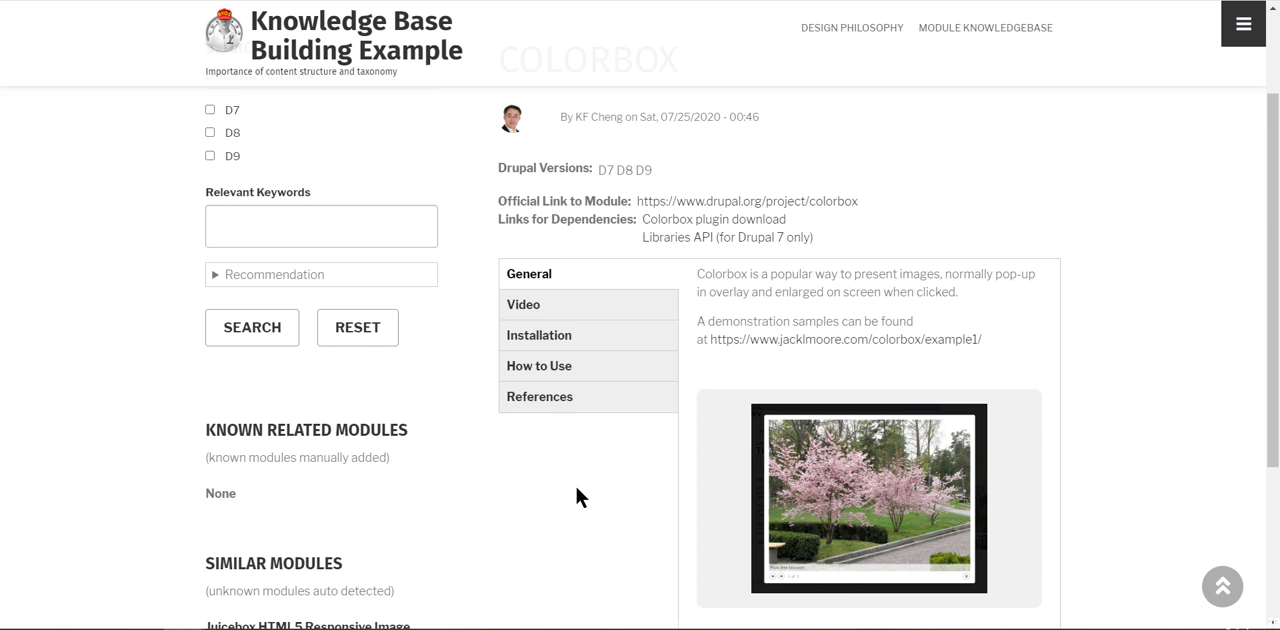 Knowledge Base
Building Example
Importance of content structure and taxonomy
DESIGN PHILOSOPHY
MODULE KNOWLEDGEBASE
COLORBOX
D7
D8
D9
Relevant Keywords
Recommendation
SEARCH
RESET
KNOWN RELATED MODULES
(known modules manually added)
None
SIMILAR MODULES
(unknown modules auto detected)
Juicebox HTML5 Responsive Image
By KF Cheng on Sat, 07/25/2020 - 00:46
Drupal Versions: D7 D8 D9
Official Link to Module: https://www.drupal.org/project/colorbox
Links for Dependencies: Colorbox plugin download
Libraries API (for Drupal 7 only)
General
Video
Installation
How to Use
References
Colorbox is a popular way to present images, normally pop-up
in overlay and enlarged on screen when clicked.
A demonstration samples can be found
at https://www.jacklmoore.com/colorbox/example1/